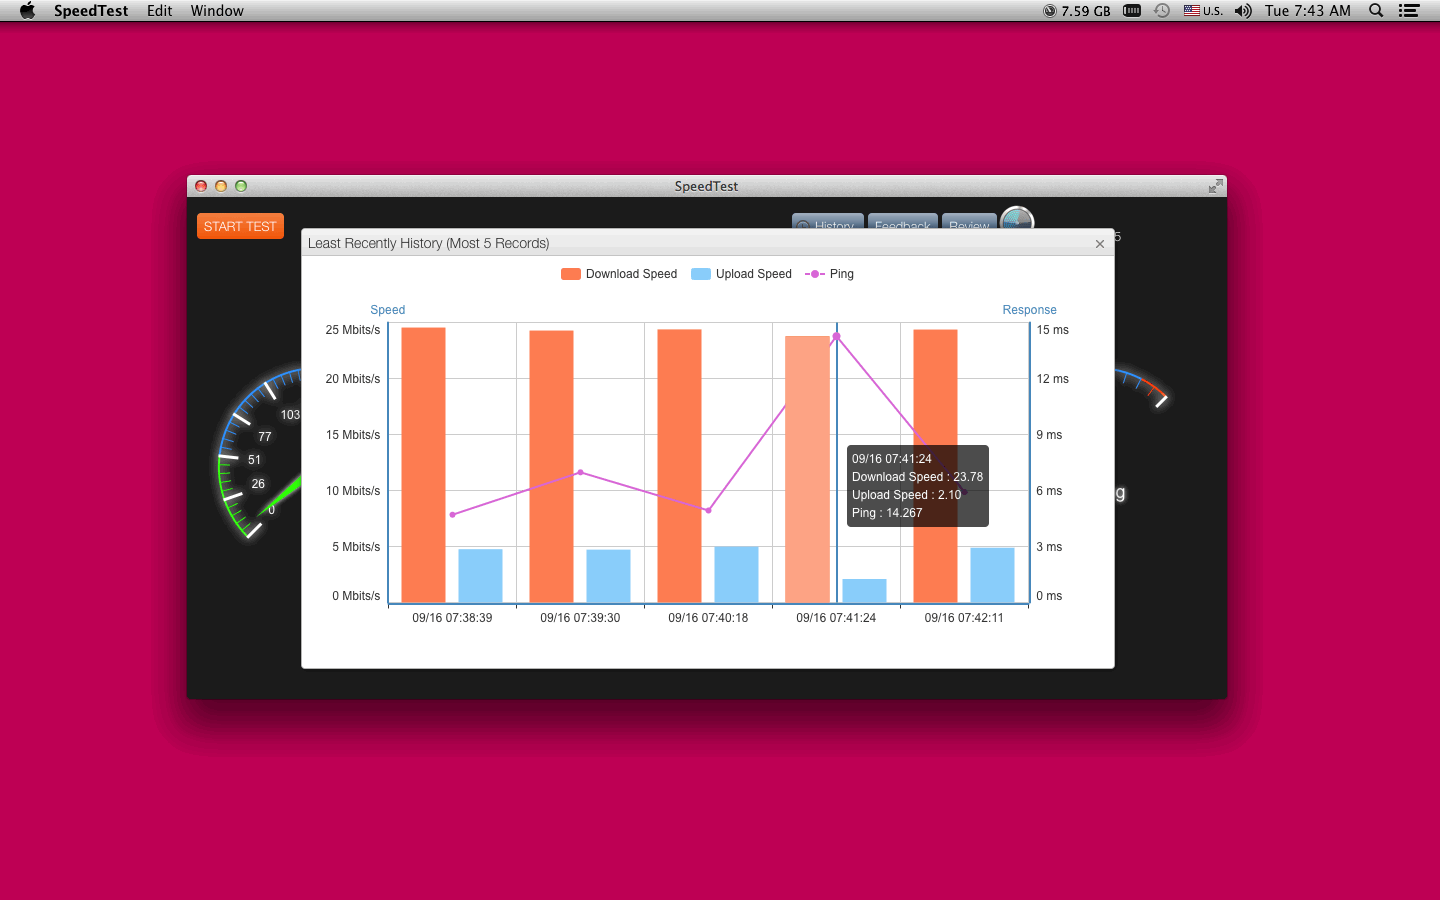 SpeedTest Edit Window 7.59 GB U.S. Tue 7:43 AM
SpeedTest
START TEST History Feedback Review
5
Least Recently History (Most 5 Records)
Download Speed Upload Speed Ping
Speed Response
25 Mbits/s 15 ms
20 Mbits/s 12 ms
15 Mbits/s 9 ms
10 Mbits/s 6 ms
5 Mbits/s 3 ms
0 Mbits/s 0 ms
09/16 07:41:24
Download Speed : 23.78
Upload Speed : 2.10
Ping : 14.267
09/16 07:38:39 09/16 07:39:30 09/16 07:40:18 09/16 07:41:24 09/16 07:42:11
103
77
51
26
0
g